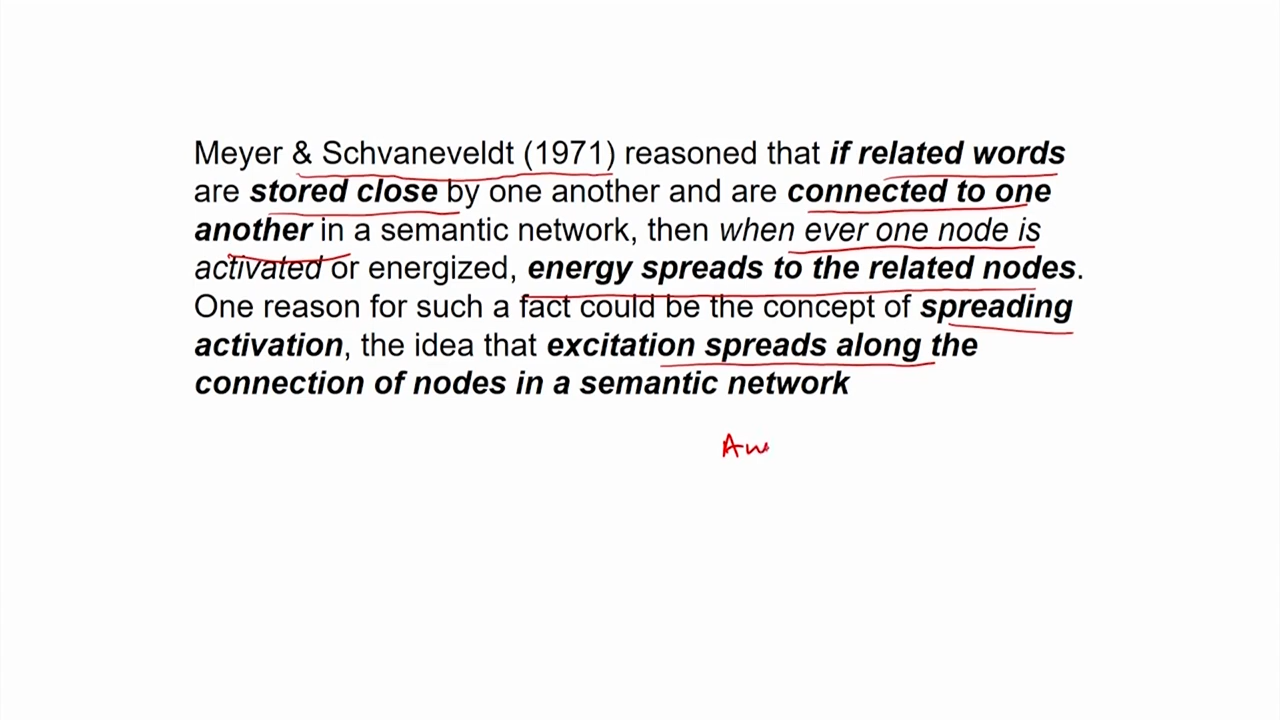 Meyer & Schvaneveldt (1971) reasoned that if related words
are stored close by one another and are connected to one
another in a semantic network, then when ever one node is
activated or energized, energy spreads to the related nodes.
One reason for such a fact could be the concept of spreading
activation, the idea that excitation spreads along the
connection of nodes in a semantic network
Aw